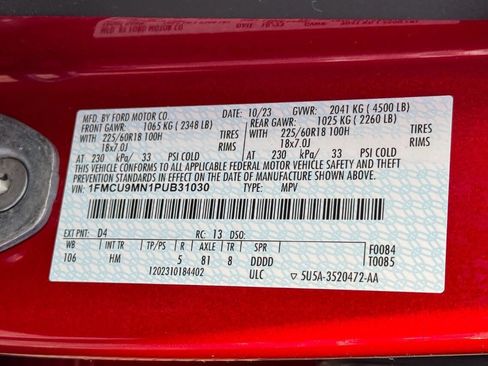 MFD. BY FORD MOTOR CO. 10/23 GVWR: 2041 KG ( 4500 LB)
FRONT GAWR: 1065 KG ( 2348 LB) REAR GAWR: 1025 KG ( 2260 LB)
WITH 225/60R18 100H TIRES WITH 225/60R18 100H TIRES
18x7.0J RIMS 18x7.0J RIMS
AT 230 kPa/ 33 PSI COLD AT 230 kPa/ 33 PSI COLD
THIS VEHICLE CONFORMS TO ALL APPLICABLE FEDERAL MOTOR VEHICLE SAFETY AND THEFT
PREVENTION STANDARDS IN EFFECT ON THE DATE OF MANUFACTURE SHOWN ABOVE.
VIN: 1FMCU9MN1PUB31030 TYPE: MPV
EXT PNT: D4 RC: 13 DSO: F0084
WB INT TR TP/PS R AXLE TR SPR T0085
106 HM 5 81 8 DDDD
1202310184402 ULC 5U5A-3520472-AA